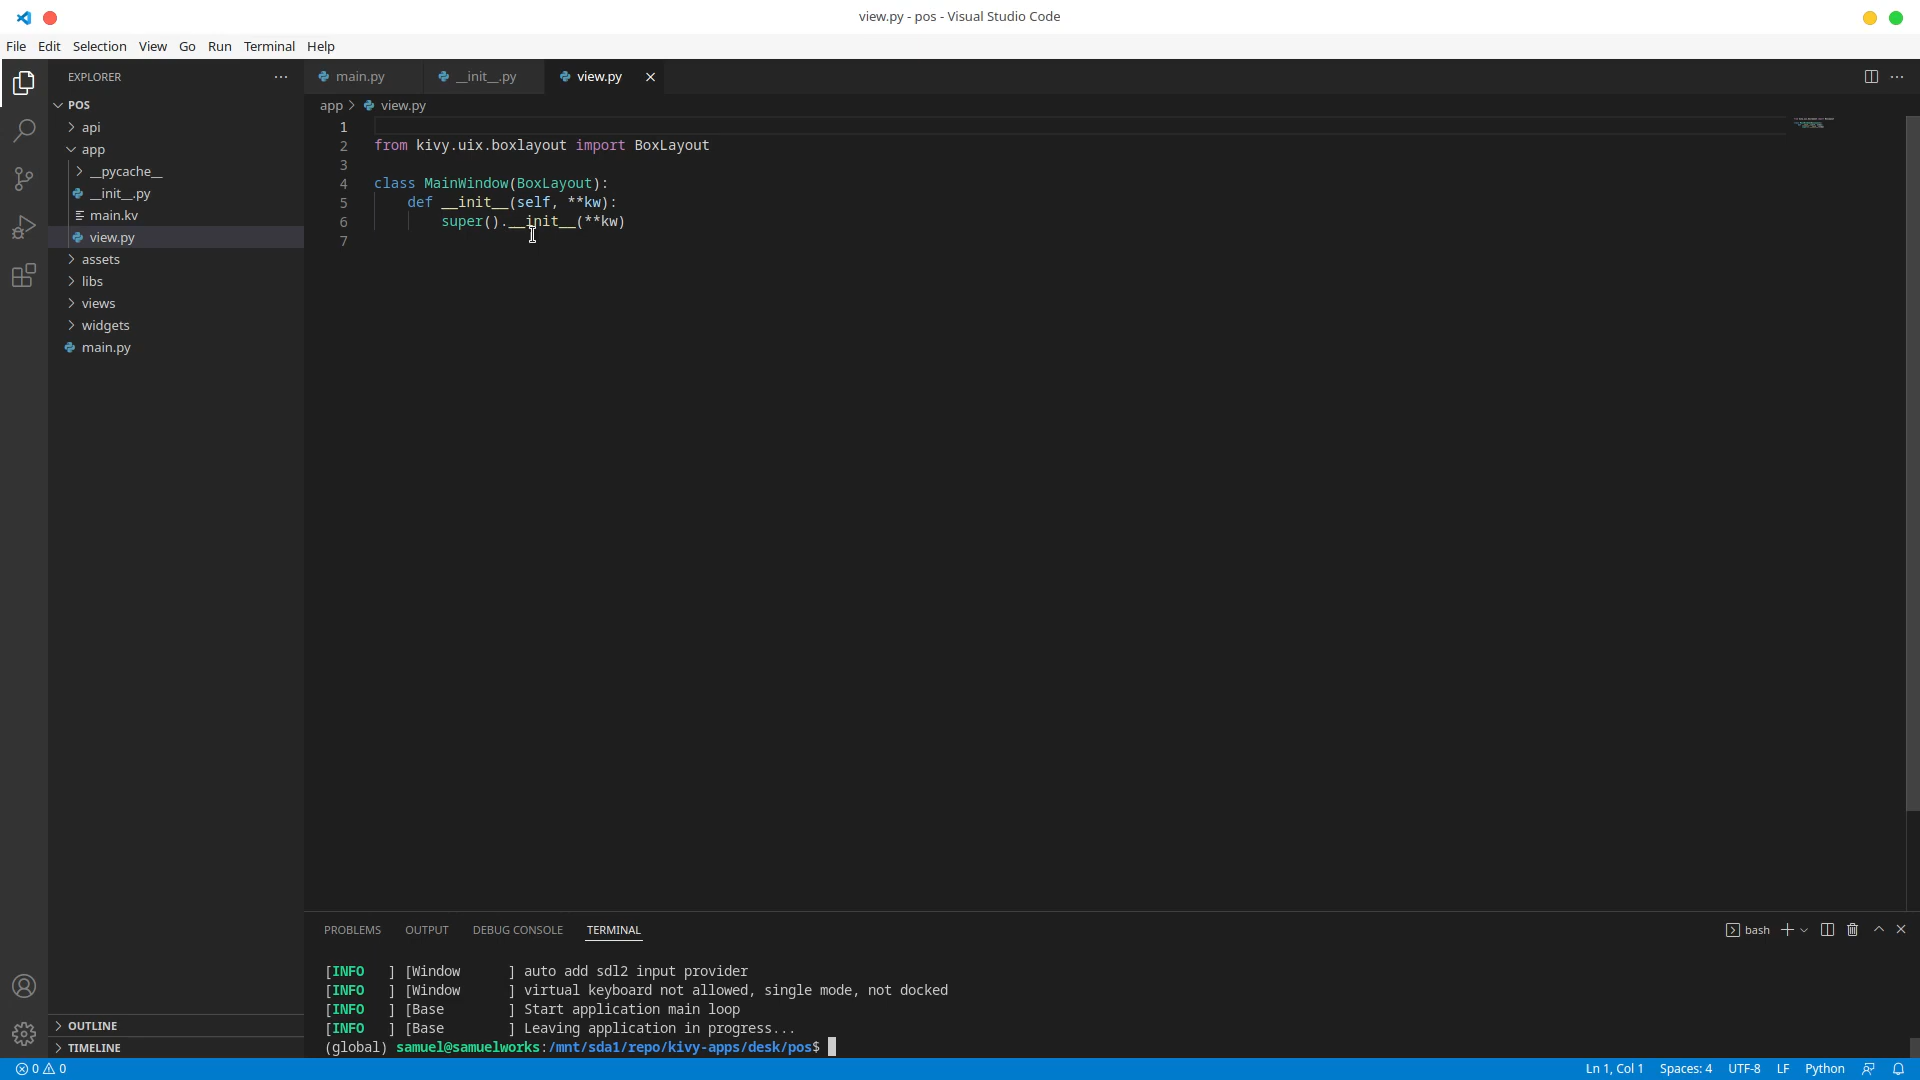 view.py - pos - Visual Studio Code
File Edit Selection View Go Run Terminal Help
EXPLORER
POS
api
app
__pycache__
__init__.py
main.kv
view.py
assets
libs
views
widgets
main.py
OUTLINE
TIMELINE
main.py __init__.py view.py
app view.py
1
2 from kivy.uix.boxlayout import BoxLayout
3
4 class MainWindow(BoxLayout):
5 def __init__(self, **kw):
6 super().__init__(**kw)
7
PROBLEMS OUTPUT DEBUG CONSOLE TERMINAL
bash
[INFO   ] [Window      ] auto add sdl2 input provider
[INFO   ] [Window      ] virtual keyboard not allowed, single mode, not docked
[INFO   ] [Base        ] Start application main loop
[INFO   ] [Base        ] Leaving application in progress...
(global) samuel@samuelworks:/mnt/sda1/repo/kivy-apps/desk/pos$
0 0 Ln 1, Col 1 Spaces: 4 UTF-8 LF Python